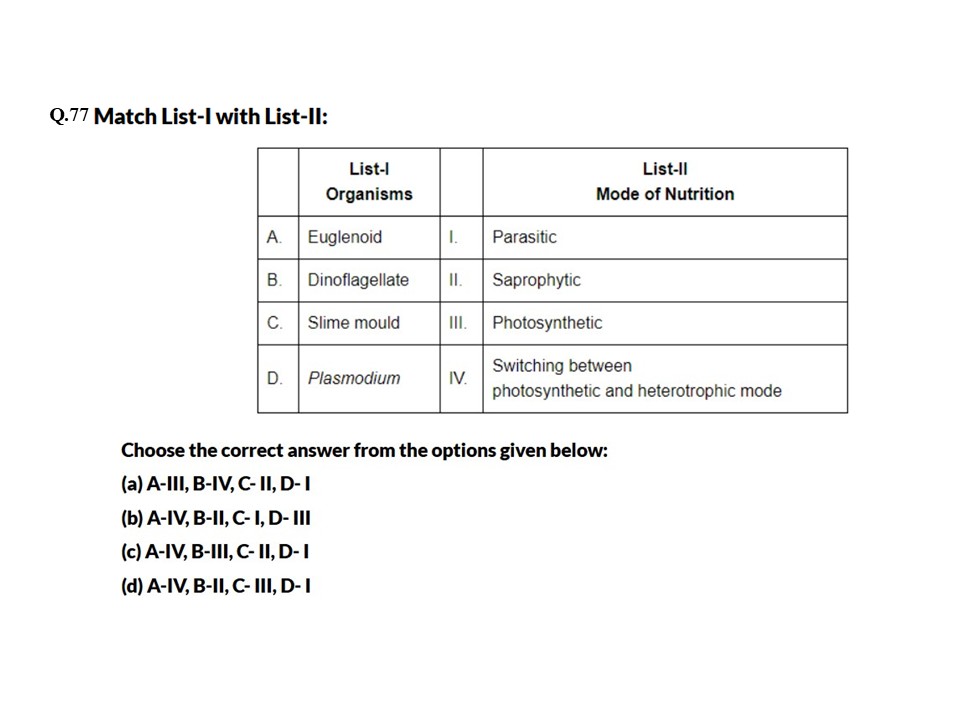 Q.77 Match List-I with List-II:
List-I
Organisms
List-II
Mode of Nutrition
A. Euglenoid I. Parasitic
B. Dinoflagellate II. Saprophytic
C. Slime mould III. Photosynthetic
D. Plasmodium IV. Switching between
photosynthetic and heterotrophic mode
Choose the correct answer from the options given below:
(a) A-III, B-IV, C- II, D- I
(b) A-IV, B-II, C- I, D- III
(c) A-IV, B-III, C- II, D- I
(d) A-IV, B-II, C- III, D- I